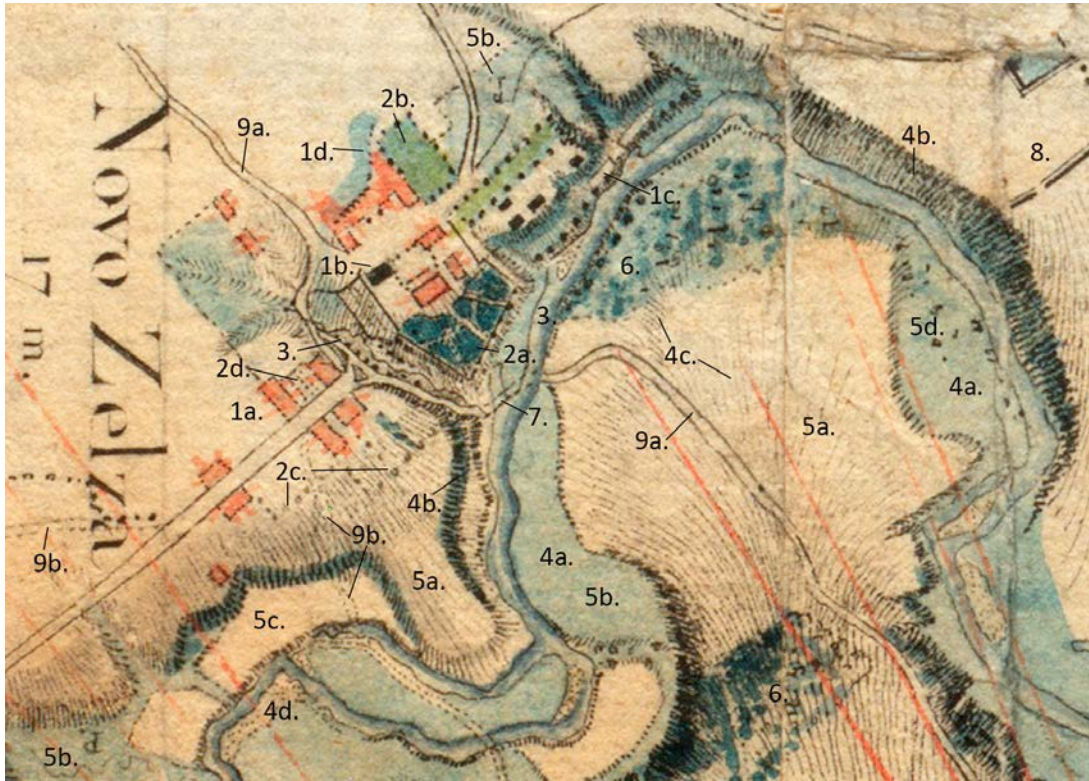 5b.
2b.
9a.
1d.
4b.
8.
1c.
Novo Zelza
17 m.
1b.
6.
3.
3.
4c.
5d.
2a.
4a.
2d.
1a.
7.
9a.
5a.
2c.
4b.
9b.
9b.
4a.
5a.
5b.
5c.
6.
4d.
5b.
P